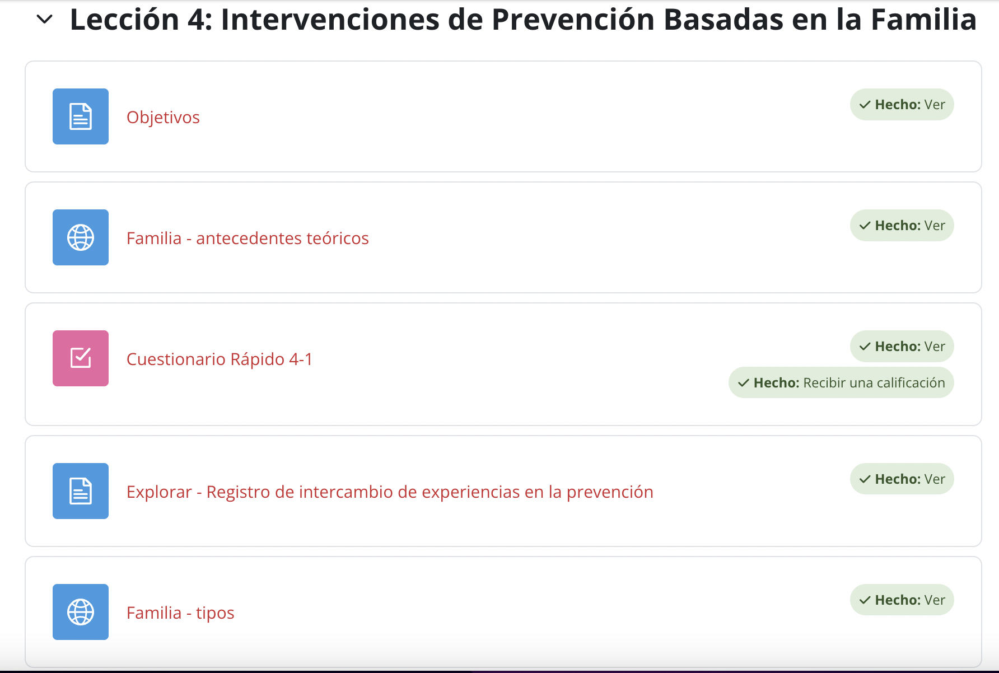 Lección 4: Intervenciones de Prevención Basadas en la Familia
Objetivos
Hecho: Ver
Familia - antecedentes teóricos
Hecho: Ver
Cuestionario Rápido 4-1
Hecho: Ver
Hecho: Recibir una calificación
Explorar - Registro de intercambio de experiencias en la prevención
Hecho: Ver
Familia - tipos
Hecho: Ver